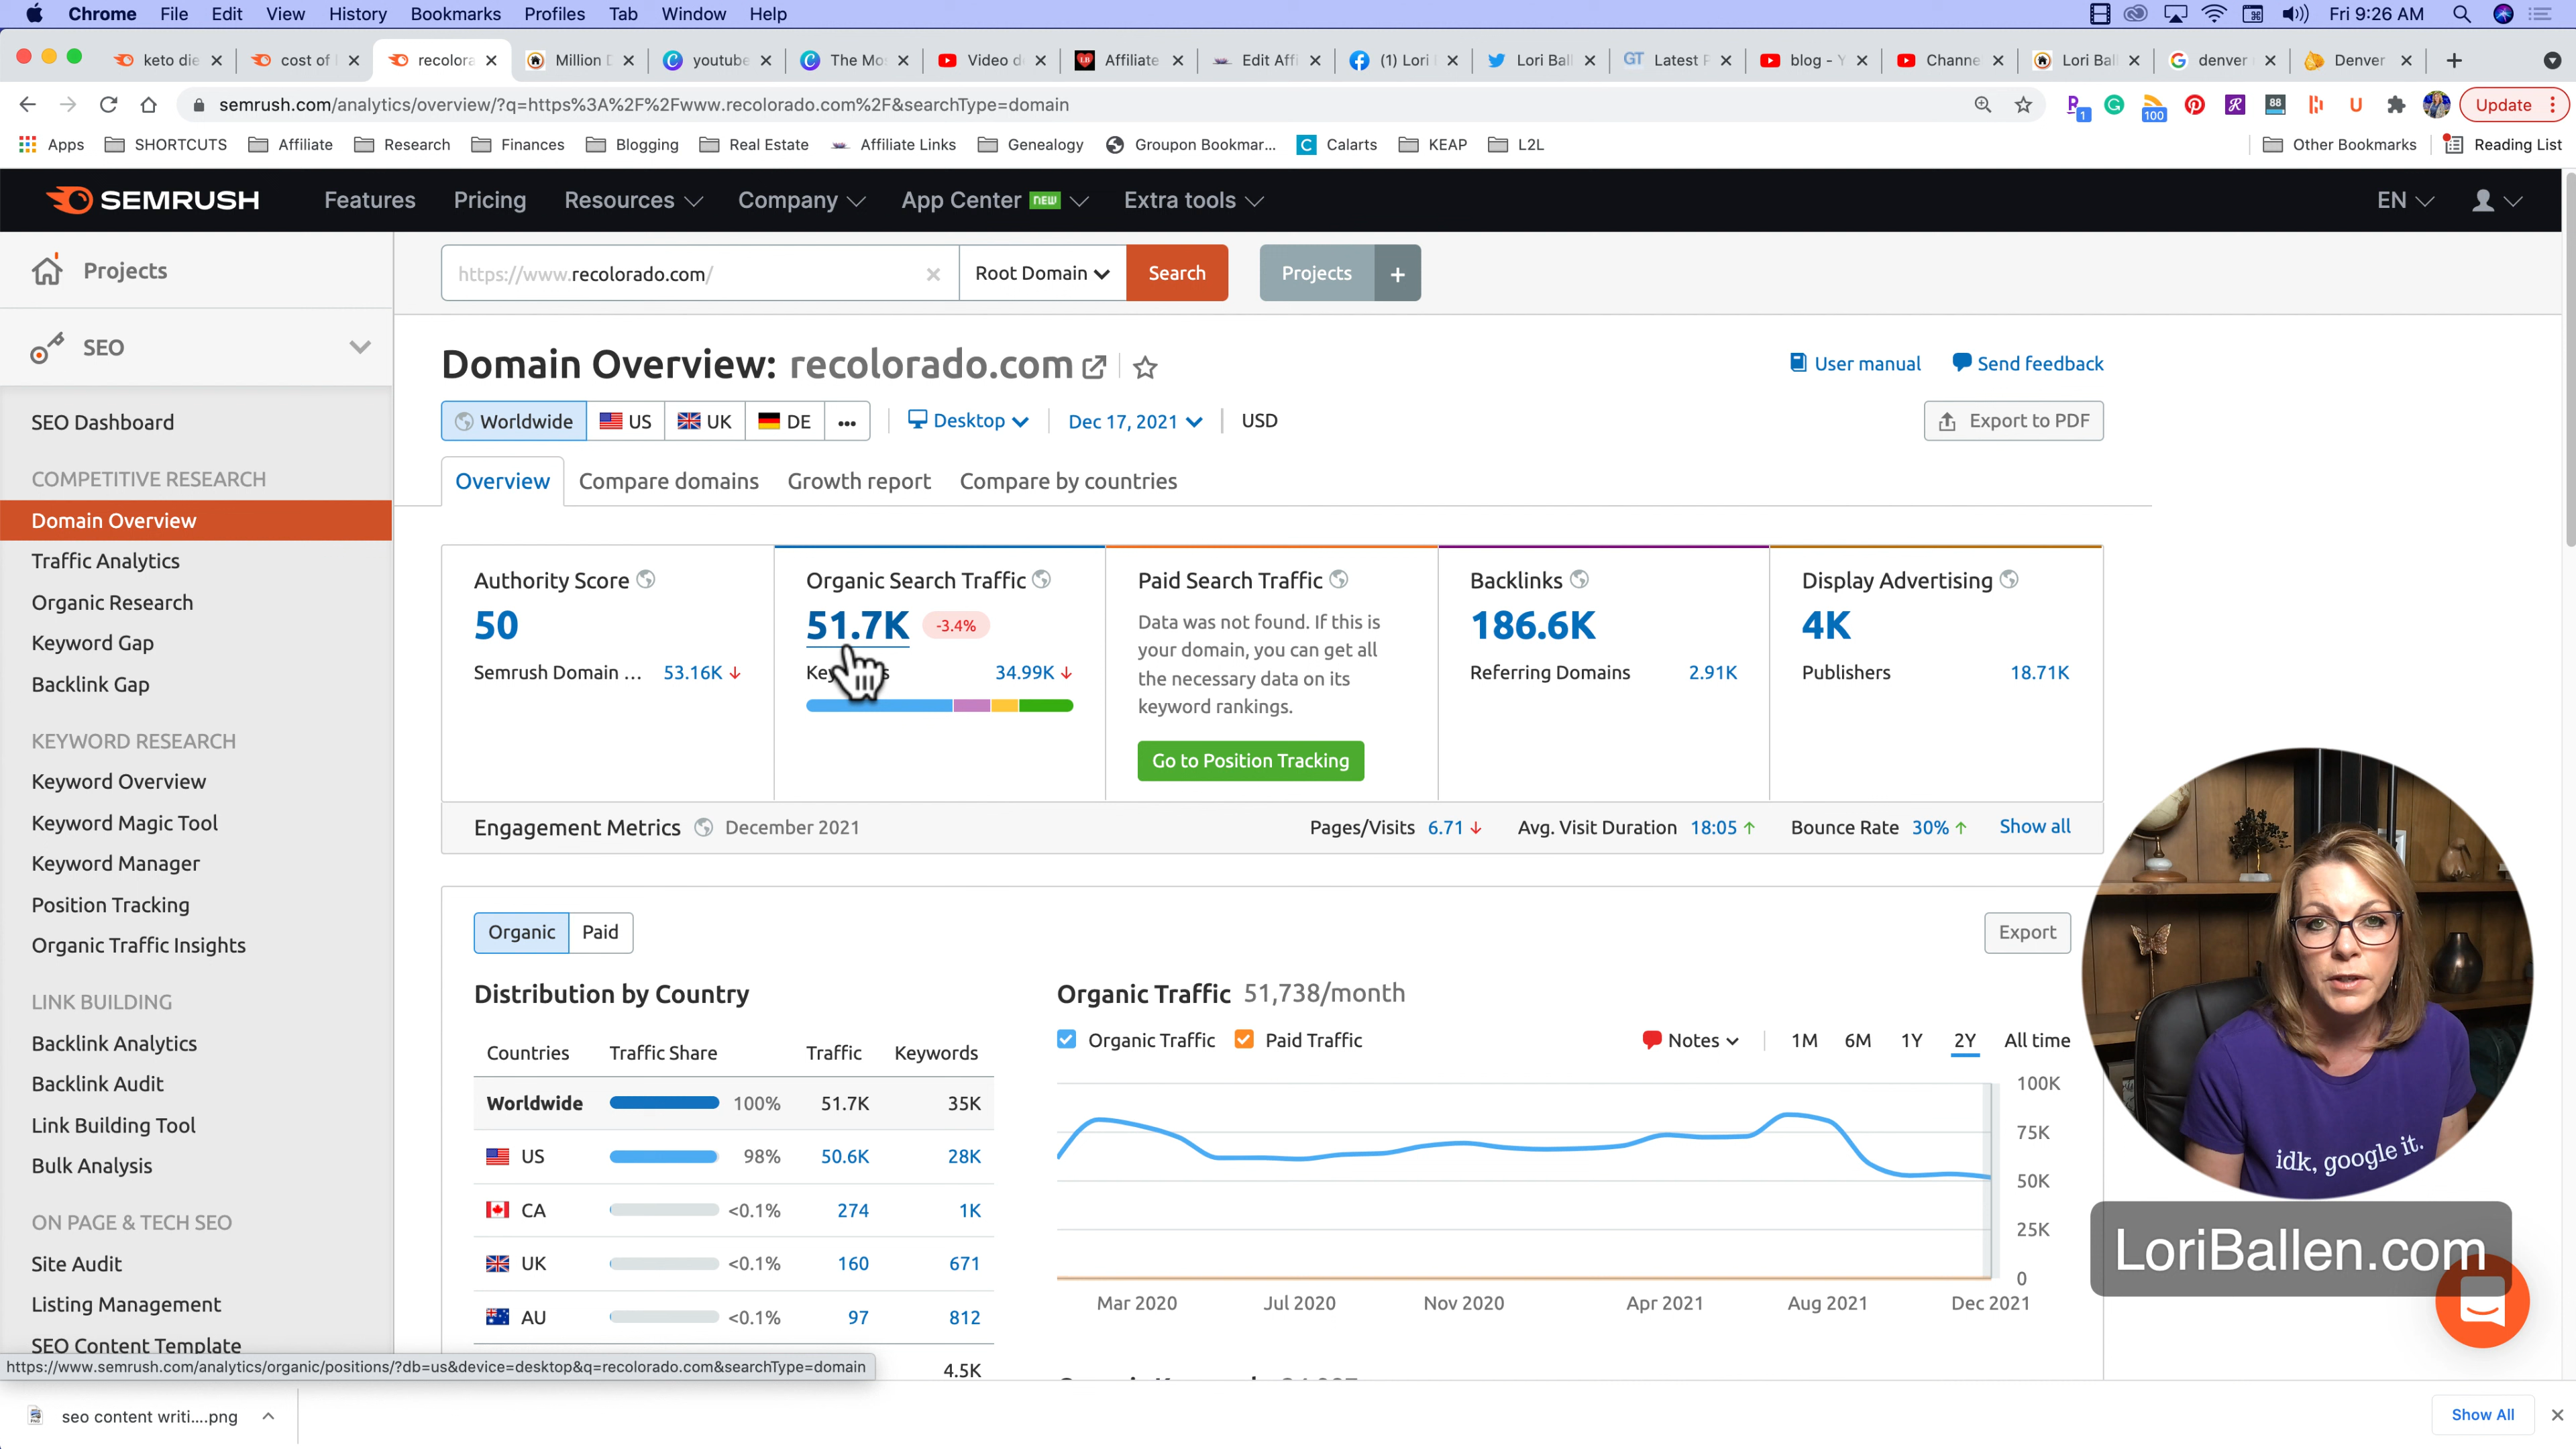 Chrome File Edit View History Bookmarks Profiles Tab Window Help Fri 9:26 AM
keto die cost of recolora Million D youtube The Mo Video d Affiliate Edit Affi (1) Lori Lori Ball Latest P blog - Y Channe Lori Ball denver Denver
semrush.com/analytics/overview/?q=https%3A%2F%2Fwww.recolorado.com%2F&searchType=domain 1 100 88 Update
Apps SHORTCUTS Affiliate Research Finances Blogging Real Estate Affiliate Links Genealogy Groupon Bookmar... Calarts KEAP L2L Other Bookmarks Reading List
SEMRUSH Features Pricing Resources Company App Center NEW Extra tools EN
Projects
SEO
SEO Dashboard
COMPETITIVE RESEARCH
Domain Overview
Traffic Analytics
Organic Research
Keyword Gap
Backlink Gap
KEYWORD RESEARCH
Keyword Overview
Keyword Magic Tool
Keyword Manager
Position Tracking
Organic Traffic Insights
LINK BUILDING
Backlink Analytics
Backlink Audit
Link Building Tool
Bulk Analysis
ON PAGE & TECH SEO
Site Audit
Listing Management
SEO Content Template
https://www.recolorado.com/ Root Domain Search Projects +
Domain Overview: recolorado.com User manual Send feedback
Worldwide US UK DE ... Desktop Dec 17, 2021 USD Export to PDF
Overview Compare domains Growth report Compare by countries
Authority Score
50
Semrush Domain ... 53.16K
Organic Search Traffic
51.7K -3.4%
34.99K
Paid Search Traffic
Data was not found. If this is
your domain, you can get all
the necessary data on its
keyword rankings.
Go to Position Tracking
Backlinks
186.6K
Referring Domains 2.91K
Display Advertising
4K
Publishers 18.71K
Engagement Metrics December 2021 Pages/Visits 6.71 Avg. Visit Duration 18:05 Bounce Rate 30% Show all
Organic Paid Export
Distribution by Country
Countries Traffic Share Traffic Keywords
Worldwide 100% 51.7K 35K
US 98% 50.6K 28K
CA <0.1% 274 1K
UK <0.1% 160 671
AU <0.1% 97 812
4.5K
Organic Traffic 51,738/month
Organic Traffic Paid Traffic Notes 1M 6M 1Y 2Y All time
100K
75K
50K
25K
0
Mar 2020 Jul 2020 Nov 2020 Apr 2021 Aug 2021 Dec 2021
idk, google it.
LoriBallen.com
https://www.semrush.com/analytics/organic/positions/?db=us&device=desktop&q=recolorado.com&searchType=domain
seo content writi....png Show All